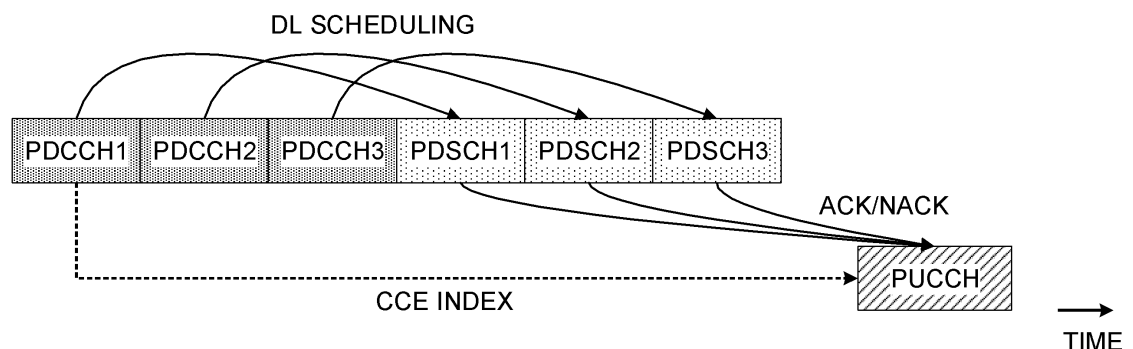 DL SCHEDULING
PDCCH1 PDCCH2 PDCCH3 PDSCH1 PDSCH2 PDSCH3
ACK/NACK
PUCCH
CCE INDEX
TIME